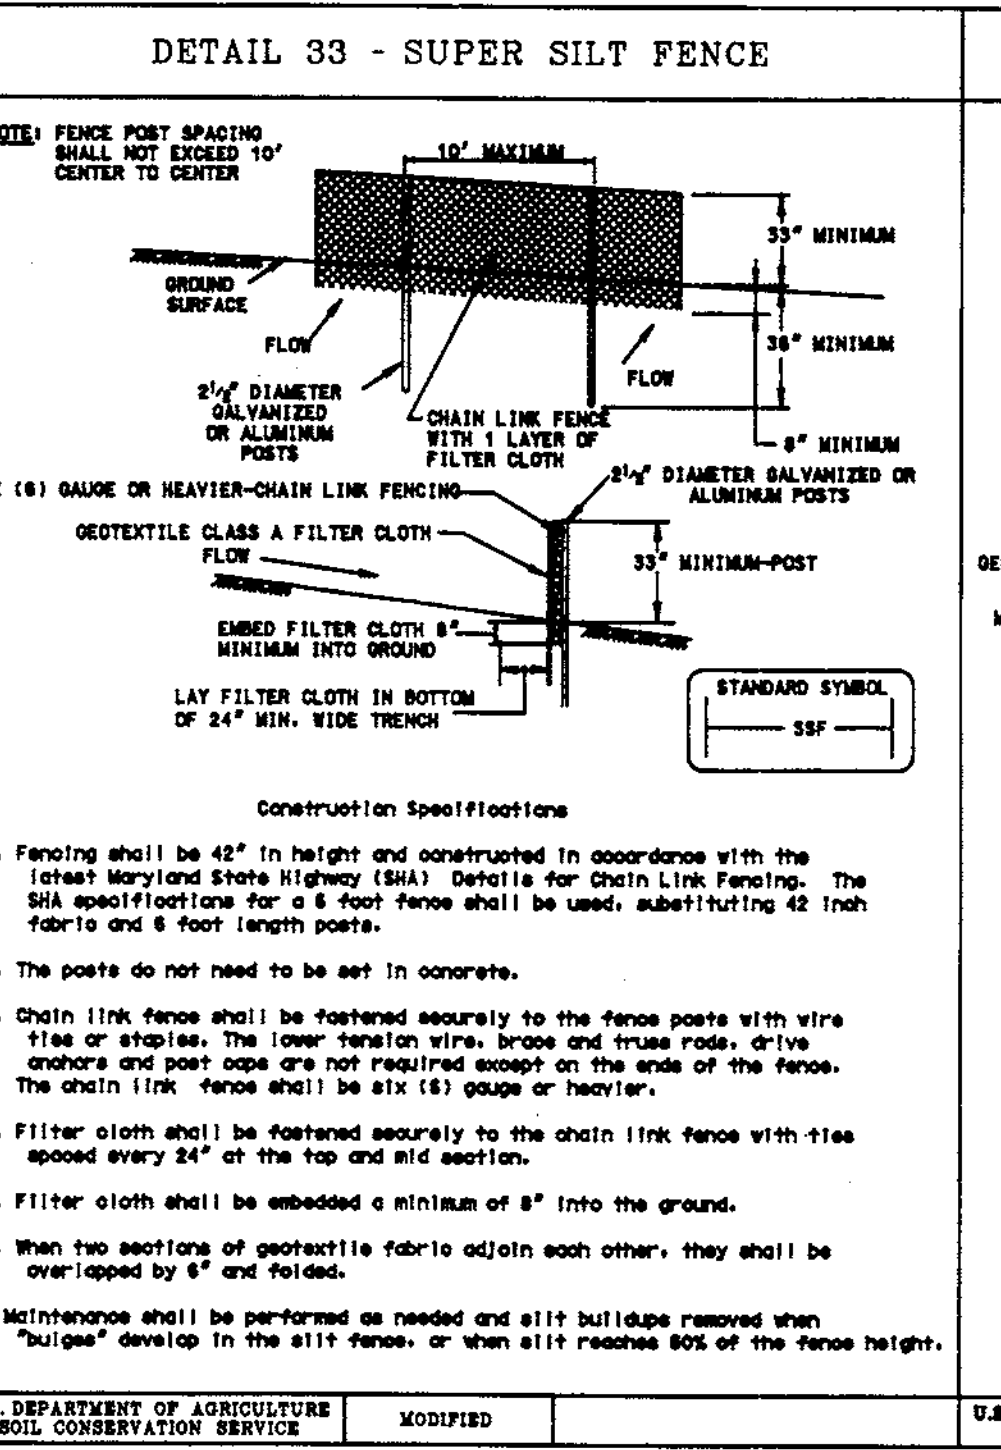 DETAIL 33 - SUPER SILT FENCE
OTE: FENCE POST SPACING
SHALL NOT EXCEED 10'
CENTER TO CENTER
10' MAXIMUM
33" MINIMUM
GROUND
SURFACE
FLOW
36" MINIMUM
FLOW
2 1/2" DIAMETER
GALVANIZED
OR ALUMINUM
POSTS
CHAIN LINK FENCE
WITH 1 LAYER OF
FILTER CLOTH
8" MINIMUM
(6) GAUGE OR HEAVIER-CHAIN LINK FENCING
2 1/2" DIAMETER GALVANIZED OR
ALUMINUM POSTS
GEOTEXTILE CLASS A FILTER CLOTH
FLOW
33" MINIMUM-POST
EMBED FILTER CLOTH 8"
MINIMUM INTO GROUND
LAY FILTER CLOTH IN BOTTOM
OF 24" MIN. WIDE TRENCH
STANDARD SYMBOL
SSF
Construction Specifications
Fencing shall be 42" in height and constructed in accordance with the
latest Maryland State Highway (SHA) Details for Chain Link Fencing. The
SHA specifications for a 6 foot fence shall be used, substituting 42 inch
fabric and 6 foot length posts.
The posts do not need to be set in concrete.
Chain link fence shall be fastened securely to the fence posts with wire
ties or staples. The lower tension wire, brace and truss rods, drive
anchors and post caps are not required except on the ends of the fence.
The chain link fence shall be six (6) gauge or heavier.
Filter cloth shall be fastened securely to the chain link fence with ties
spaced every 24" at the top and mid section.
Filter cloth shall be embedded a minimum of 8" into the ground.
When two sections of geotextile fabric adjoin each other, they shall be
overlapped by 6" and folded.
Maintenance shall be performed as needed and silt buildups removed when
"bulges" develop in the silt fence, or when silt reaches 50% of the fence height.
. DEPARTMENT OF AGRICULTURE
SOIL CONSERVATION SERVICE
MODIFIED
GE
U.S